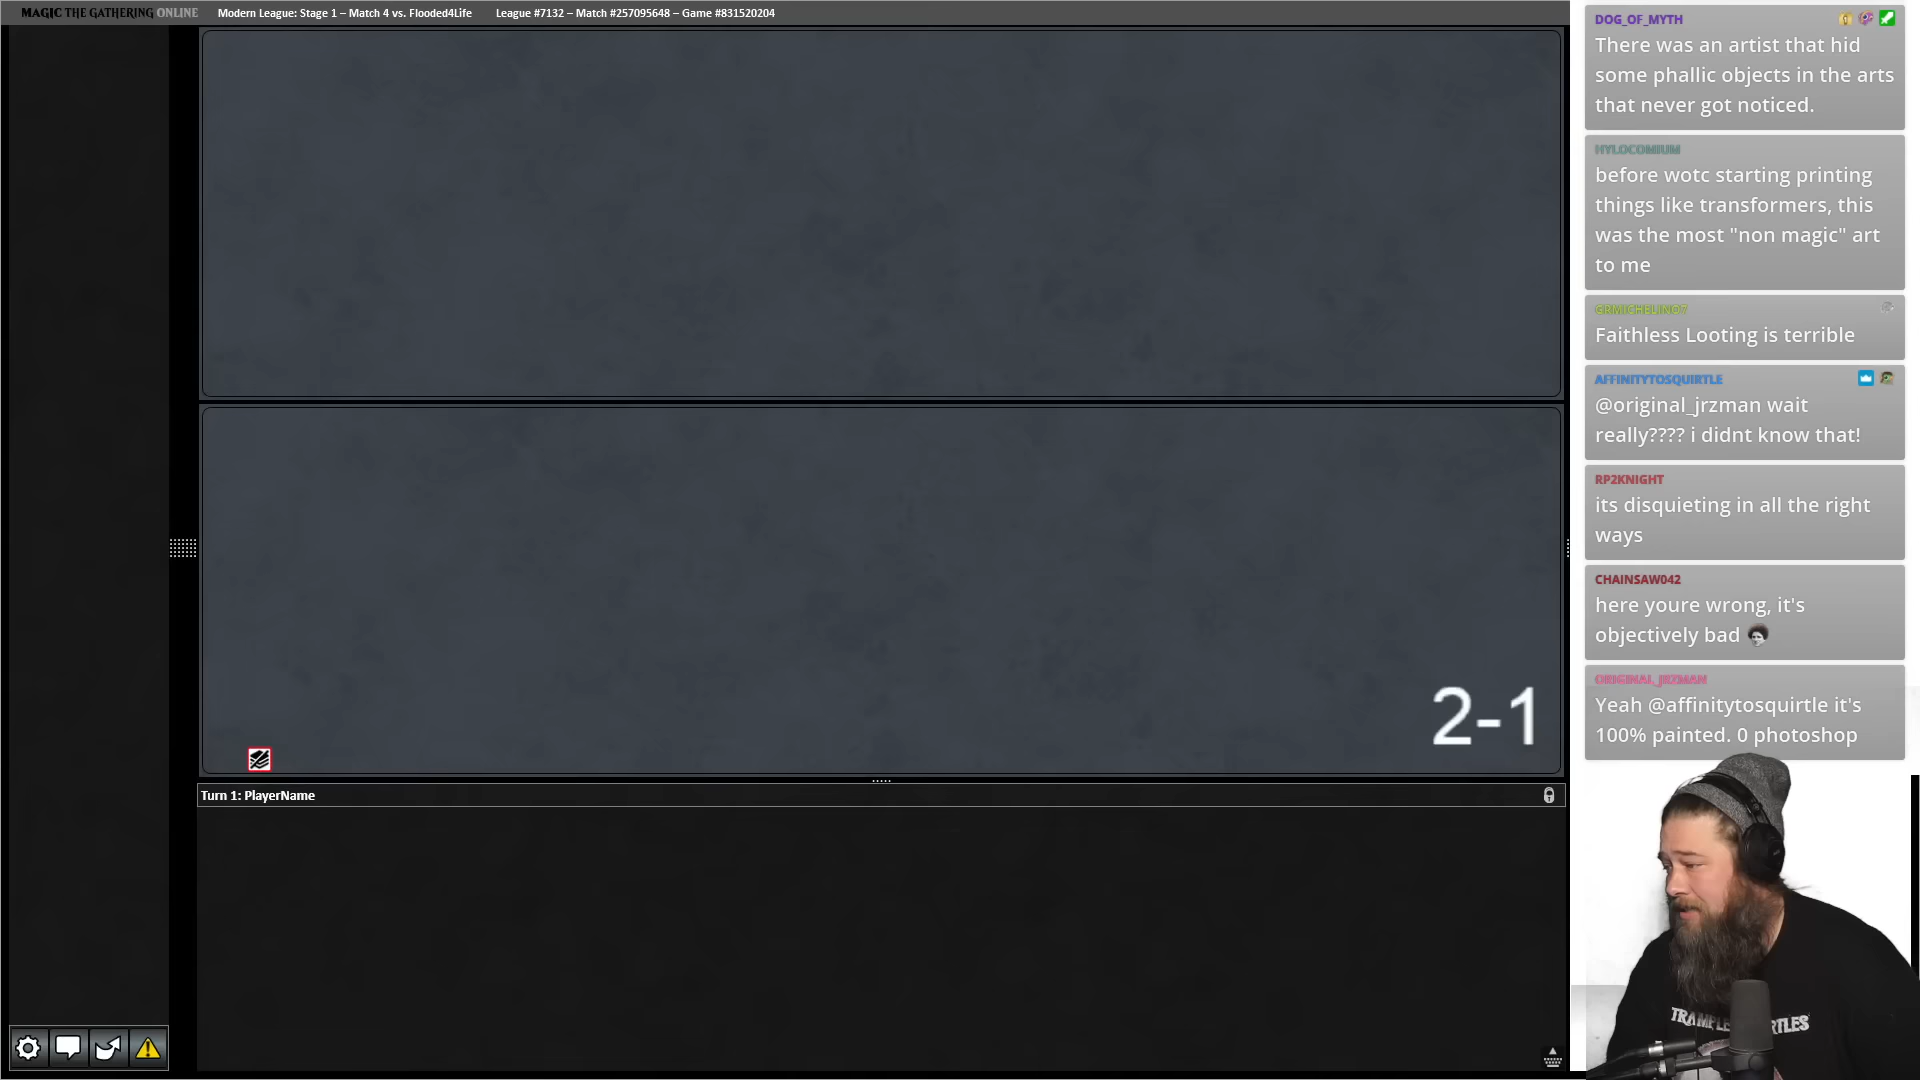 MAGIC THE GATHERING ONLINE
Modern League: Stage 1 – Match 4 vs. Flooded4Life
League #7132 – Match #257095648 – Game #831520204
2-1
Turn 1: PlayerName
DOG_OF_MYTH
There was an artist that hid
some phallic objects in the arts
that never got noticed.
HYLOCOMIUM
before wotc starting printing
things like transformers, this
was the most "non magic" art
to me
GRMICHELINO7
Faithless Looting is terrible
AFFINITYTOSQUIRTLE
@original_jrzman wait
really???? i didnt know that!
RP2KNIGHT
its disquieting in all the right
ways
CHAINSAW042
here youre wrong, it's
objectively bad
ORIGINAL_JRZMAN
Yeah @affinitytosquirtle it's
100% painted. 0 photoshop